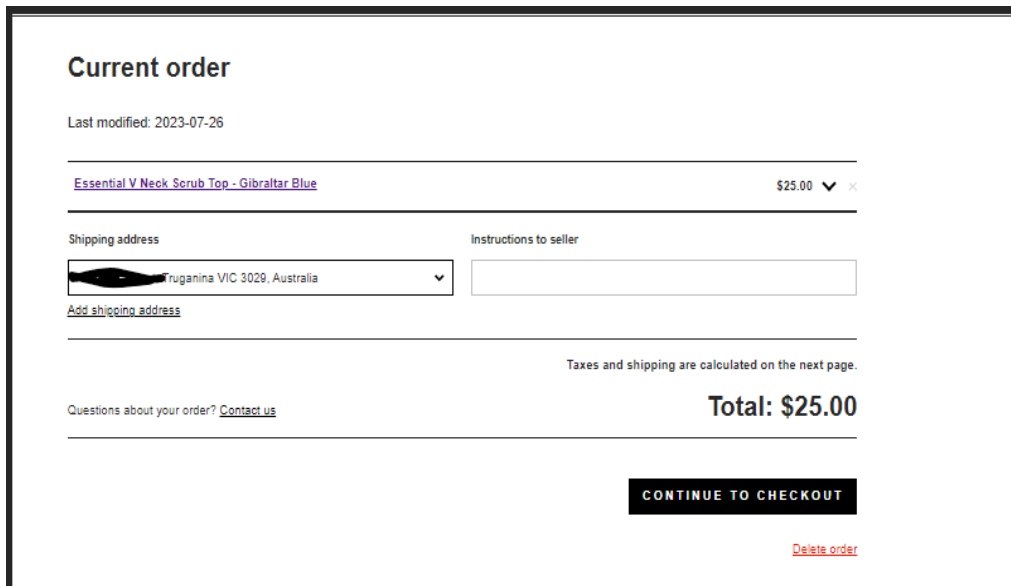 Current order
Last modified: 2023-07-26
Essential V Neck Scrub Top - Gibraltar Blue $25.00
Shipping address Instructions to seller
Truganina VIC 3029, Australia
Add shipping address
Taxes and shipping are calculated on the next page.
Questions about your order? Contact us Total: $25.00
CONTINUE TO CHECKOUT
Delete order